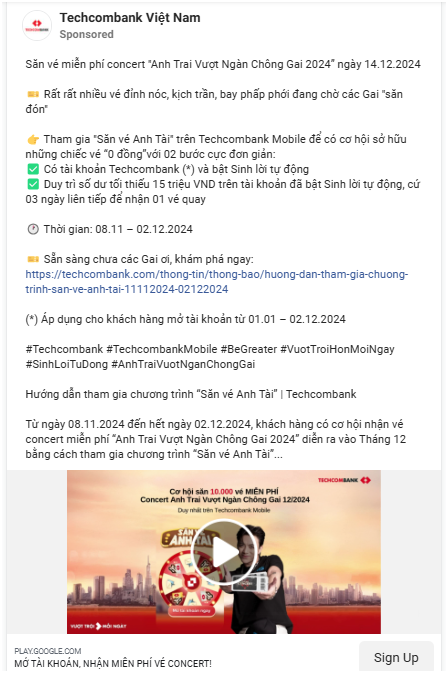 Techcombank Việt Nam
Sponsored
Săn vé miễn phí concert "Anh Trai Vượt Ngàn Chông Gai 2024” ngày 14.12.2024
🎫 Rất rất nhiều vé đỉnh nóc, kịch trần, bay phấp phới đang chờ các Gai "săn
đón"
👉 Tham gia "Săn vé Anh Tài" trên Techcombank Mobile để có cơ hội sở hữu
những chiếc vé “0 đồng”với 02 bước cực đơn giản:
✅ Có tài khoản Techcombank (*) và bật Sinh lời tự động
✅ Duy trì số dư tối thiểu 15 triệu VND trên tài khoản đã bật Sinh lời tự động, cứ
03 ngày liên tiếp để nhận 01 vé quay
🕐 Thời gian: 08.11 – 02.12.2024
🎫 Sẵn sàng chưa các Gai ơi, khám phá ngay:
https://techcombank.com/thong-tin/thong-bao/huong-dan-tham-gia-chuong-
trinh-san-ve-anh-tai-11112024-02122024
(*) Áp dụng cho khách hàng mở tài khoản từ 01.01 – 02.12.2024
#Techcombank #TechcombankMobile #BeGreater #VuotTroiHonMoiNgay
#SinhLoiTuDong #AnhTraiVuotNganChongGai
Hướng dẫn tham gia chương trình “Săn vé Anh Tài” | Techcombank
Từ ngày 08.11.2024 đến hết ngày 02.12.2024, khách hàng có cơ hội nhận vé
concert miễn phí “Anh Trai Vượt Ngàn Chông Gai 2024” diễn ra vào Tháng 12
bằng cách tham gia chương trình “Săn vé Anh Tài”...
TECHCOMBANK
Cơ hội săn 10.000 vé MIỄN PHÍ
Concert Anh Trai Vượt Ngàn Chông Gai 12/2024
Duy nhất trên Techcombank Mobile
SĂN VÉ
ANH TÀI
Mở tài khoản ngay
VƯỢT TRỘI HƠN MỖI NGÀY
PLAY.GOOGLE.COM
MỞ TÀI KHOẢN, NHẬN MIỄN PHÍ VÉ CONCERT!
Sign Up